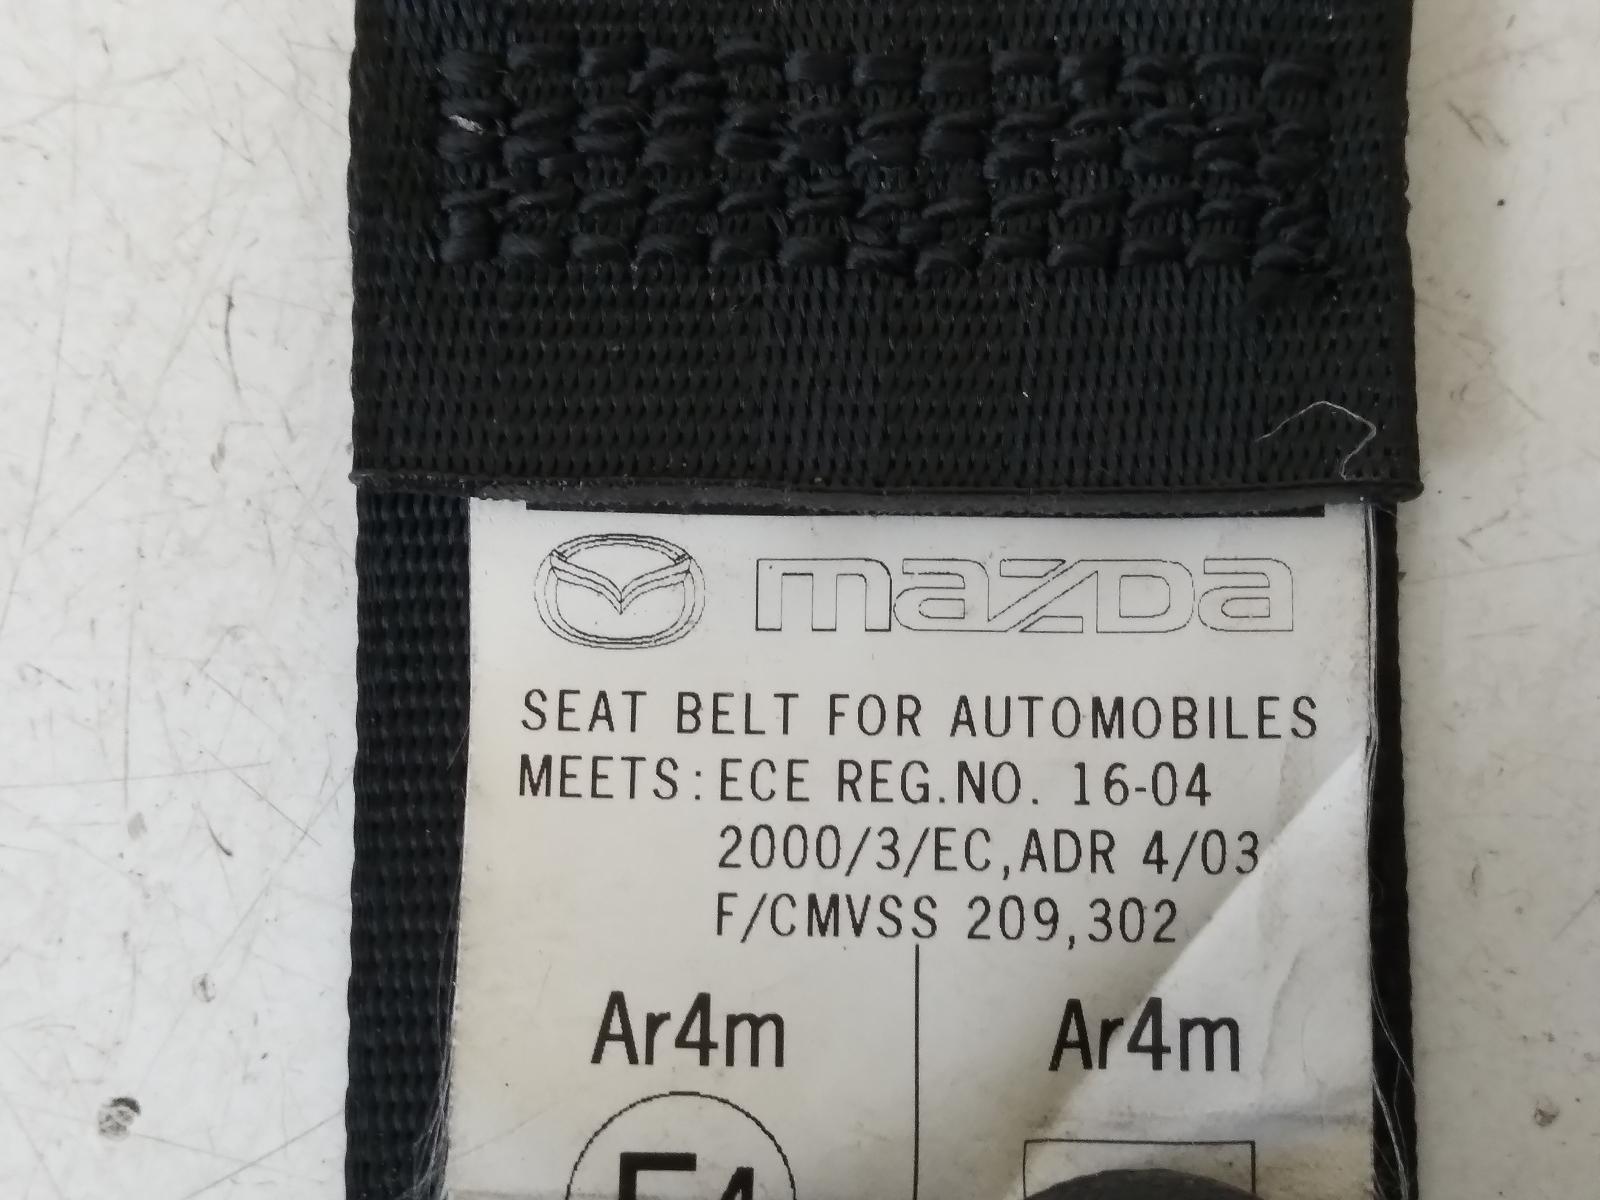 mazda
SEAT BELT FOR AUTOMOBILES
MEETS: ECE REG.NO. 16-04
2000/3/EC,ADR 4/03
F/CMVSS 209,302
Ar4m Ar4m
E4